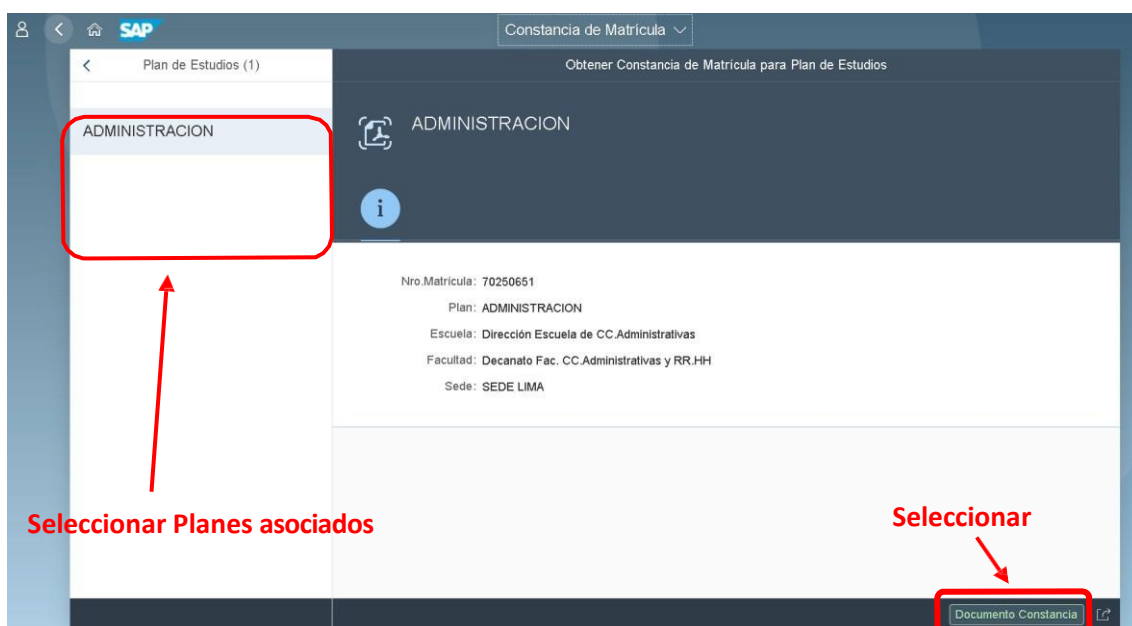 SAP
Constancia de Matrícula
Plan de Estudios (1)
Obtener Constancia de Matrícula para Plan de Estudios
ADMINISTRACION
ADMINISTRACION
i
Nro.Matrícula: 70250651
Plan: ADMINISTRACION
Escuela: Dirección Escuela de CC.Administrativas
Facultad: Decanato Fac. CC.Administrativas y RR.HH
Sede: SEDE LIMA
Seleccionar Planes asociados
Seleccionar
Documento Constancia